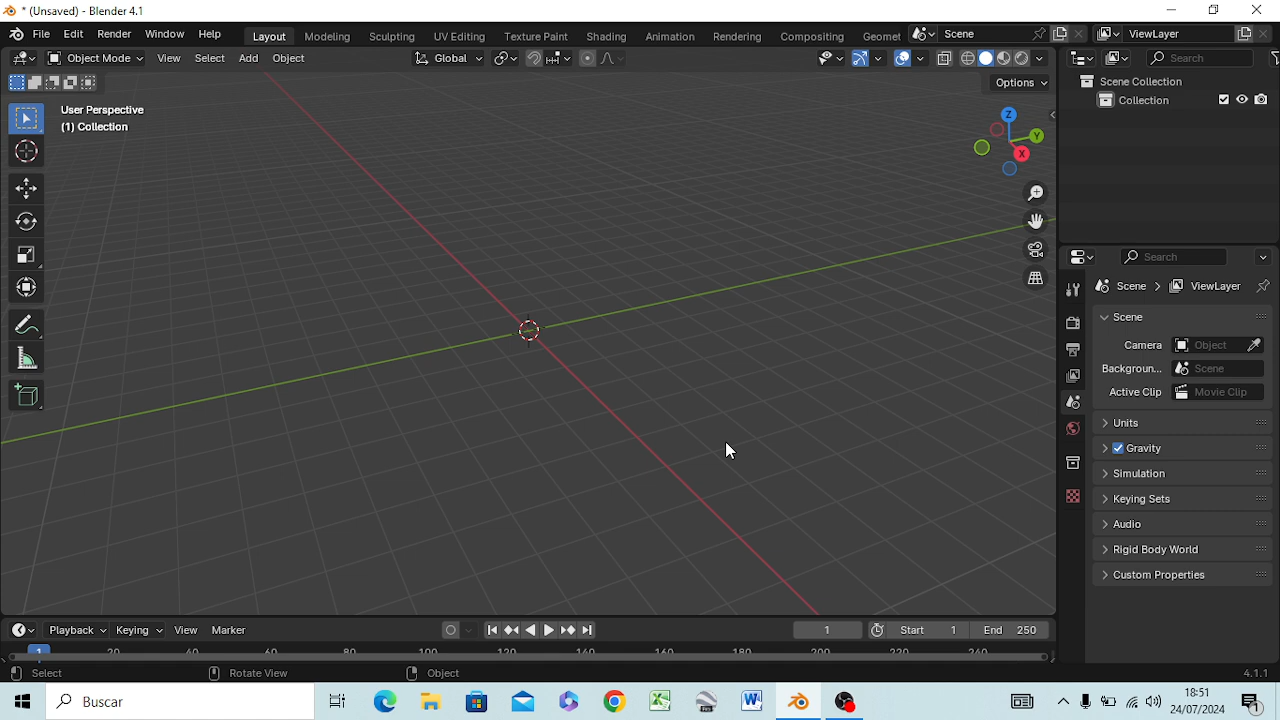 * (Unsaved) - Blender 4.1
File Edit Render Window Help Layout Modeling Sculpting UV Editing Texture Paint Shading Animation Rendering Compositing Geomet Scene ViewLayer
Object Mode View Select Add Object Global Search
Options
User Perspective
(1) Collection
Z
Y
X
Scene Collection
Collection
Search
Scene > ViewLayer
Scene
Camera Object
Backgroun... Scene
Active Clip Movie Clip
Units
Gravity
Simulation
Keying Sets
Audio
Rigid Body World
Custom Properties
Playback Keying View Marker 1 Start 1 End 250
1 20 40 60 80 100 120 140 160 180 200 220 240
Select Rotate View Object 4.1.1
Buscar
18:51
24/07/2024
1